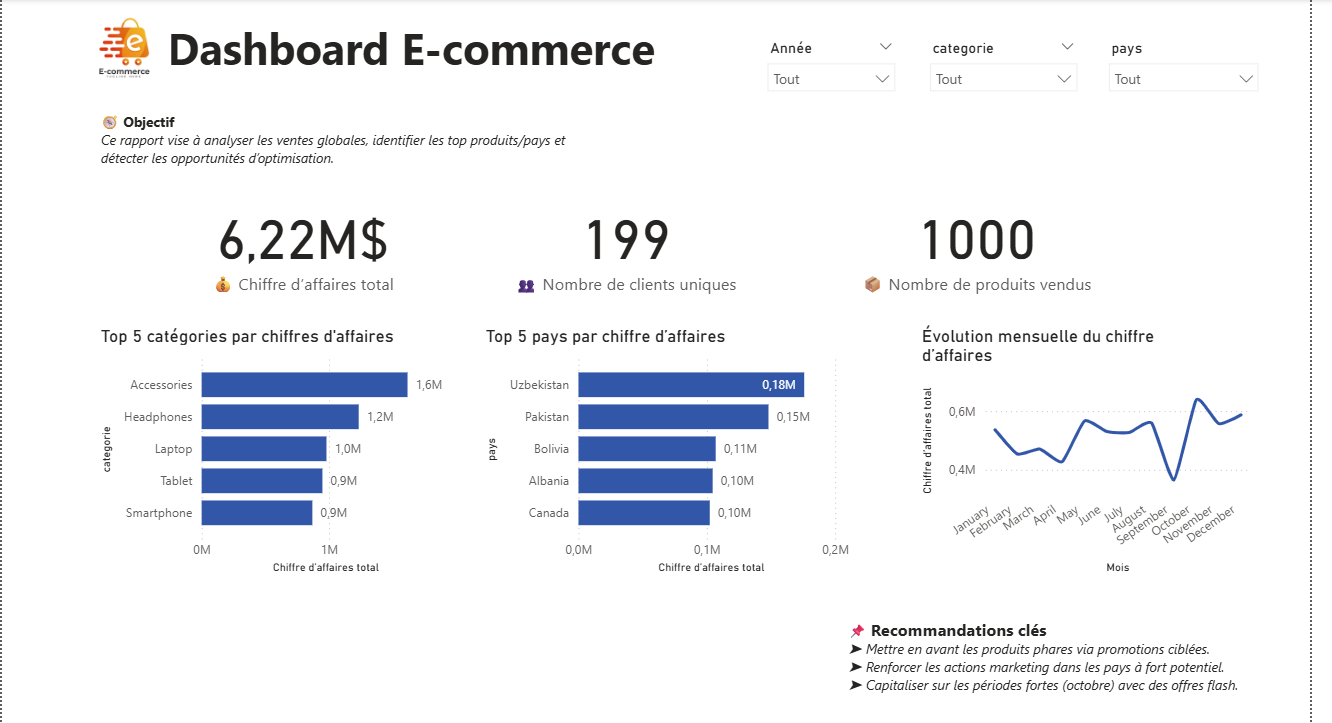 e
E-commerce
Dashboard E-commerce
Année
categorie
pays
Tout
Tout
Tout
Objectif
Ce rapport vise à analyser les ventes globales, identifier les top produits/pays et
détecter les opportunités d'optimisation.
6,22M$
Chiffre d'affaires total
199
Nombre de clients uniques
1000
Nombre de produits vendus
Top 5 catégories par chiffres d'affaires
categorie
Accessories 1,6M
Headphones 1,2M
Laptop 1,0M
Tablet 0,9M
Smartphone 0,9M
0M 1M
Chiffre d'affaires total
Top 5 pays par chiffre d'affaires
pays
Uzbekistan 0,18M
Pakistan 0,15M
Bolivia 0,11M
Albania 0,10M
Canada 0,10M
0,0M 0,1M 0,2M
Chiffre d'affaires total
Évolution mensuelle du chiffre
d'affaires
Chiffre d'affaires total
0,6M
0,4M
January
February
March
April
May
June
July
August
September
October
November
December
Mois
Recommandations clés
➤ Mettre en avant les produits phares via promotions ciblées.
➤ Renforcer les actions marketing dans les pays à fort potentiel.
➤ Capitaliser sur les périodes fortes (octobre) avec des offres flash.